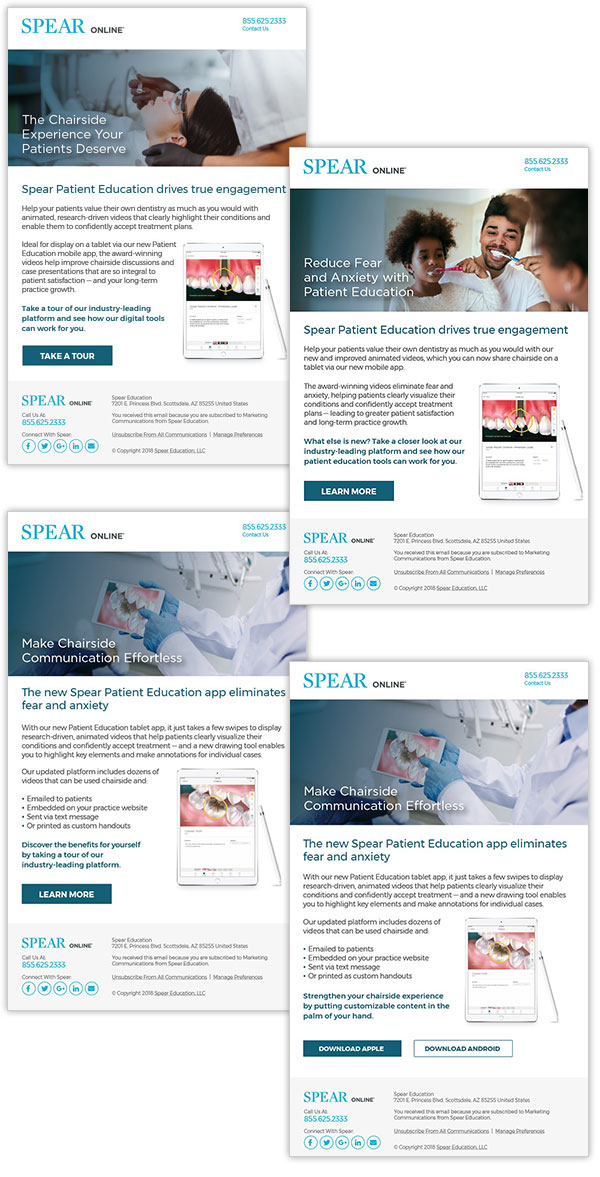 SPEAR ONLINE
855.625.2333
Contact Us
The Chairside
Experience Your
Patients Deserve
Spear Patient Education drives true engagement
Help your patients value their own dentistry as much as you would with
animated, research-driven videos that clearly highlight their conditions and
enable them to confidently accept treatment plans.
Ideal for display on a tablet via our new Patient
Education mobile app, the award-winning
videos help improve chairside discussions and
case presentations that are so integral to
patient satisfaction — and your long-term
practice growth.
Take a tour of our industry-leading
platform and see how our digital tools
can work for you.
TAKE A TOUR
SPEAR ONLINE
Call Us At:
855.625.2333
Connect With Spear:
Spear Education
7201 E. Princess Blvd. Scottsdale, AZ 85255 United States
You received this email because you are subscribed to Marketing
Communications from Spear Education.
Unsubscribe From All Communications | Manage Preferences
© Copyright 2018 Spear Education, LLC
SPEAR ONLINE
855.625.2333
Contact Us
Reduce Fear
and Anxiety with
Patient Education
Spear Patient Education drives true engagement
Help your patients value their own dentistry as much as you would with our
new and improved animated videos, which you can now share chairside on a
tablet via our new mobile app.
The award-winning videos eliminate fear and
anxiety, helping patients clearly visualize their
conditions and confidently accept treatment
plans — leading to greater patient satisfaction
and long-term practice growth.
What else is new? Take a closer look at our
industry-leading platform and see how our
patient education tools can work for you.
LEARN MORE
SPEAR ONLINE
Call Us At:
855.625.2333
Connect With Spear:
Spear Education
7201 E. Princess Blvd. Scottsdale, AZ 85255 United States
You received this email because you are subscribed to Marketing
Communications from Spear Education.
Unsubscribe From All Communications | Manage Preferences
© Copyright 2018 Spear Education, LLC
SPEAR ONLINE
855.625.2333
Contact Us
Make Chairside
Communication Effortless
The new Spear Patient Education app eliminates
fear and anxiety
With our new Patient Education tablet app, it just takes a few swipes to display
research-driven, animated videos that help patients clearly visualize their
conditions and confidently accept treatment — and a new drawing tool enables
you to highlight key elements and make annotations for individual cases.
Our updated platform includes dozens of
videos that can be used chairside and:
• Emailed to patients
• Embedded on your practice website
• Sent via text message
• Or printed as custom handouts
Discover the benefits for yourself
by taking a tour of our
industry-leading platform.
LEARN MORE
SPEAR ONLINE
Call Us At:
855.625.2333
Connect With Spear:
Spear Education
7201 E. Princess Blvd. Scottsdale, AZ 85255 United States
You received this email because you are subscribed to Marketing
Communications from Spear Education.
Unsubscribe From All Communications | Manage Preferences
© Copyright 2018 Spear Education, LLC
SPEAR ONLINE
855.625.2333
Contact Us
Make Chairside
Communication Effortless
The new Spear Patient Education app eliminates
fear and anxiety
With our new Patient Education tablet app, it just takes a few swipes to display
research-driven, animated videos that help patients clearly visualize their
conditions and confidently accept treatment — and a new drawing tool enables
you to highlight key elements and make annotations for individual cases.
Our updated platform includes dozens of
videos that can be used chairside and:
• Emailed to patients
• Embedded on your practice website
• Sent via text message
• Or printed as custom handouts
Strengthen your chairside experience
by putting customizable content in the
palm of your hand.
DOWNLOAD APPLE
DOWNLOAD ANDROID
SPEAR ONLINE
Call Us At:
855.625.2333
Connect With Spear:
Spear Education
7201 E. Princess Blvd. Scottsdale, AZ 85255 United States
You received this email because you are subscribed to Marketing
Communications from Spear Education.
Unsubscribe From All Communications | Manage Preferences
© Copyright 2018 Spear Education, LLC